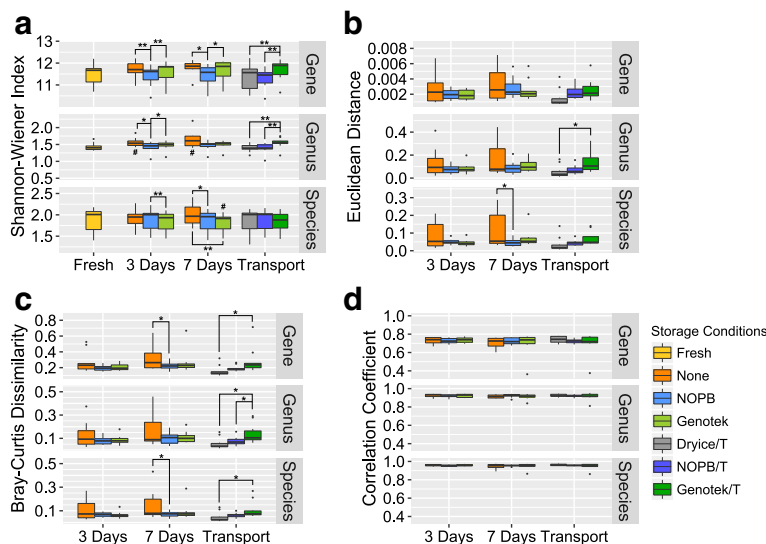 a
Shannon-Wiener Index
13
12
11
** ** * * ** **
Gene
2.0
1.5
1.0
* * ** **
# #
Genus
2.5
2.0
1.5
** * # **
Species
Fresh 3 Days 7 Days Transport
b
Euclidean Distance
0.008
0.006
0.004
0.002
Gene
0.4
0.2
0.0
*
Genus
0.3
0.2
0.1
0.0
*
Species
3 Days 7 Days Transport
c
Bray-Curtis Dissimilarity
0.8
0.6
0.4
0.2
* *
Gene
0.5
0.3
0.1
* *
Genus
0.5
0.3
0.1
* *
Species
3 Days 7 Days Transport
d
Correlation Coefficient
1.0
0.8
0.6
0.4
Gene
1.0
0.8
0.6
0.4
Genus
1.0
0.8
0.6
0.4
Species
3 Days 7 Days Transport
Storage Conditions
Fresh
None
NOPB
Genotek
Dryice/T
NOPB/T
Genotek/T